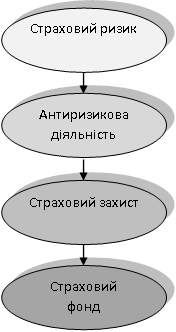 Страховий ризик
Антиризикова
діяльність
Страховий захист
Страховий
фонд